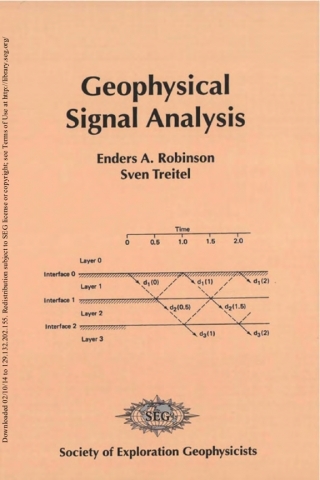 Geophysical
Signal Analysis
Enders A. Robinson
Sven Treitel
Time
0 0.5 1.0 1.5 2.0
Layer 0
Interface 0
Layer 1 d1(0) d1(1) d1(2)
Interface 1
Layer 2 d2(0.5) d2(1.5)
Interface 2
Layer 3 d3(1) d3(2)
SEG
Society of Exploration Geophysicists
Downloaded 02/10/14 to 129.132.202.155. Redistribution subject to SEG license or copyright; see Terms of Use at http://library.seg.org/